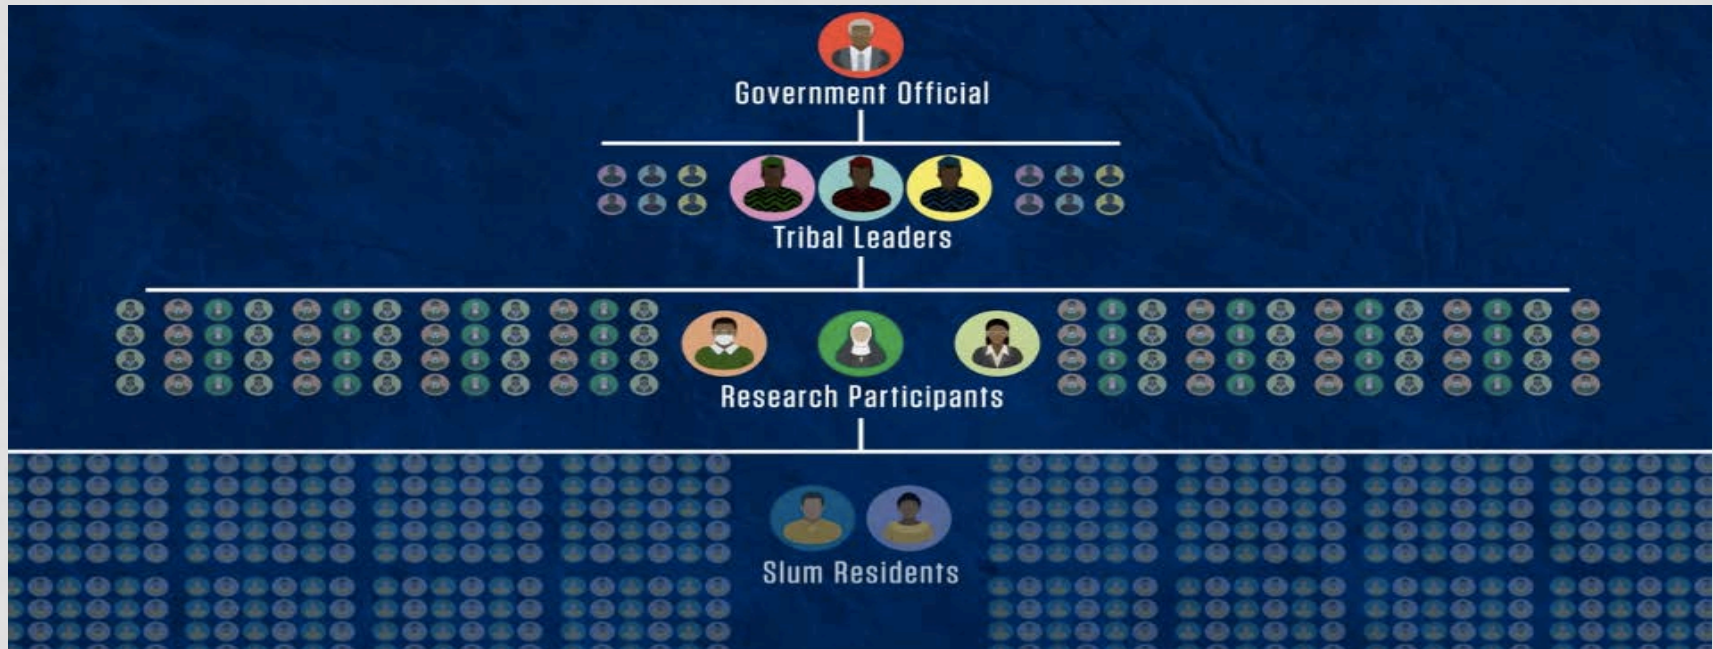 Government Official
Tribal Leaders
Research Participants
Slum Residents